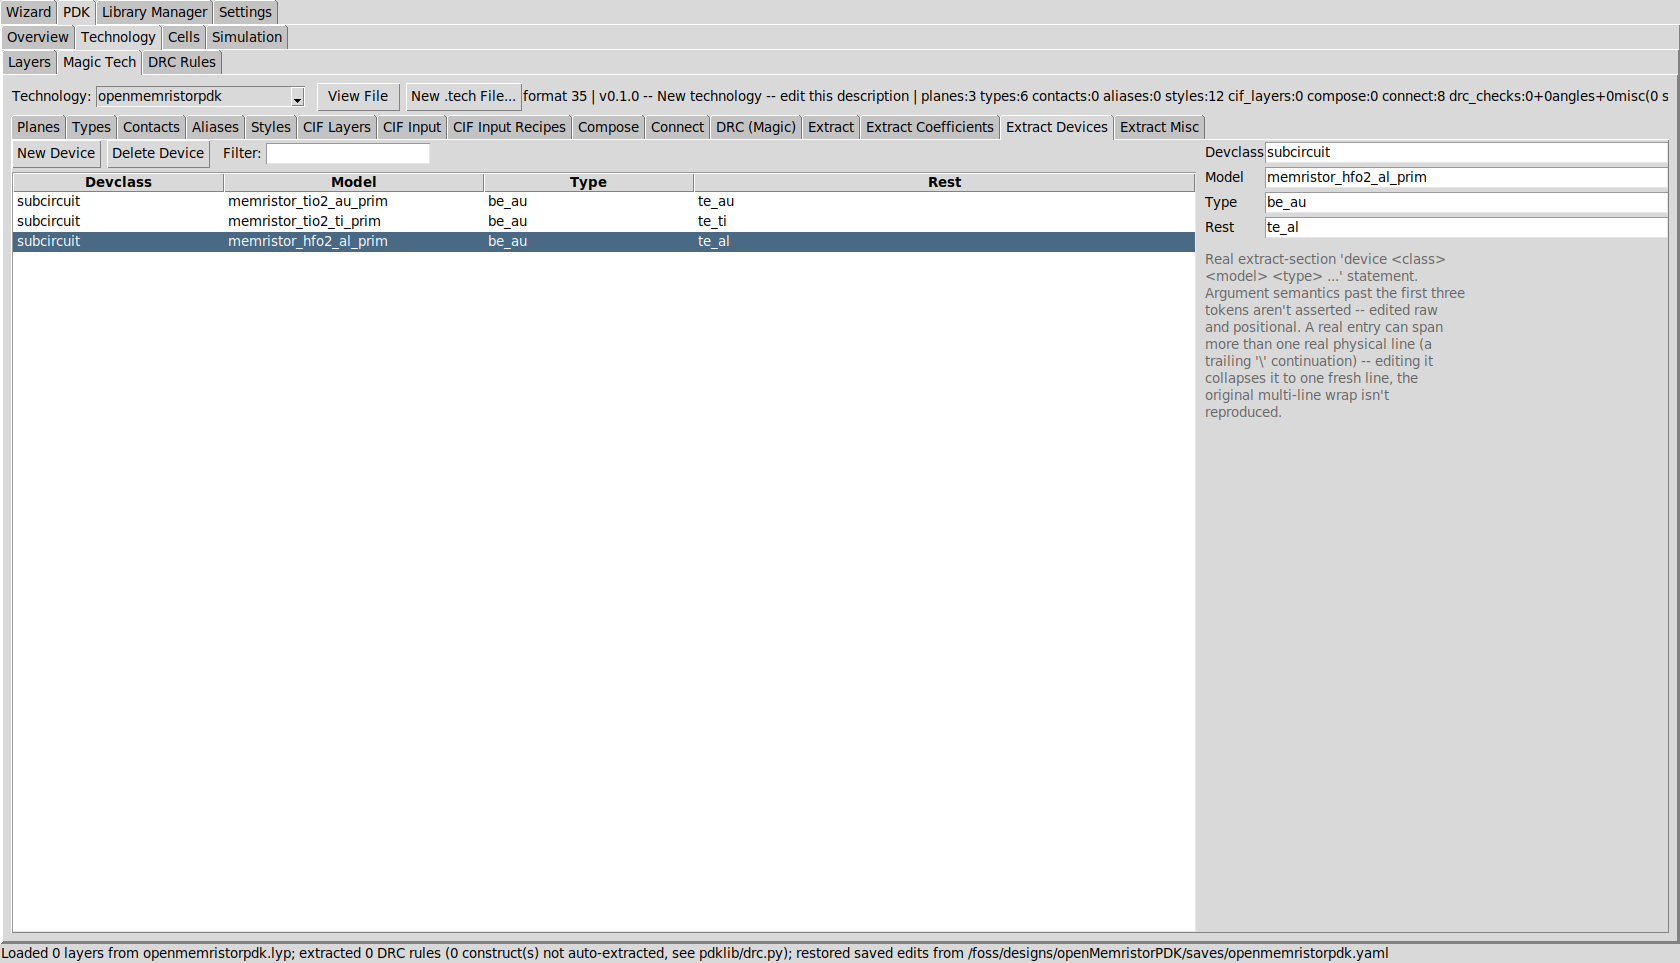 Wizard PDK Library Manager Settings
Overview Technology Cells Simulation
Layers Magic Tech DRC Rules
Technology: openmemristorpdk View File New .tech File... format 35 | v0.1.0 -- New technology -- edit this description | planes:3 types:6 contacts:0 aliases:0 styles:12 cif_layers:0 compose:0 connect:8 drc_checks:0+0angles+0misc(0 s
Planes Types Contacts Aliases Styles CIF Layers CIF Input CIF Input Recipes Compose Connect DRC (Magic) Extract Extract Coefficients Extract Devices Extract Misc
New Device Delete Device Filter:
Devclass Model Type Rest
subcircuit memristor_tio2_au_prim be_au te_au
subcircuit memristor_tio2_ti_prim be_au te_ti
subcircuit memristor_hfo2_al_prim be_au te_al
Devclass subcircuit
Model memristor_hfo2_al_prim
Type be_au
Rest te_al
Real extract-section 'device <class>
<model> <type> ...' statement.
Argument semantics past the first three
tokens aren't asserted -- edited raw
and positional. A real entry can span
more than one real physical line (a
trailing '\' continuation) -- editing it
collapses it to one fresh line, the
original multi-line wrap isn't
reproduced.
Loaded 0 layers from openmemristorpdk.lyp; extracted 0 DRC rules (0 construct(s) not auto-extracted, see pdklib/drc.py); restored saved edits from /foss/designs/openMemristorPDK/saves/openmemristorpdk.yaml